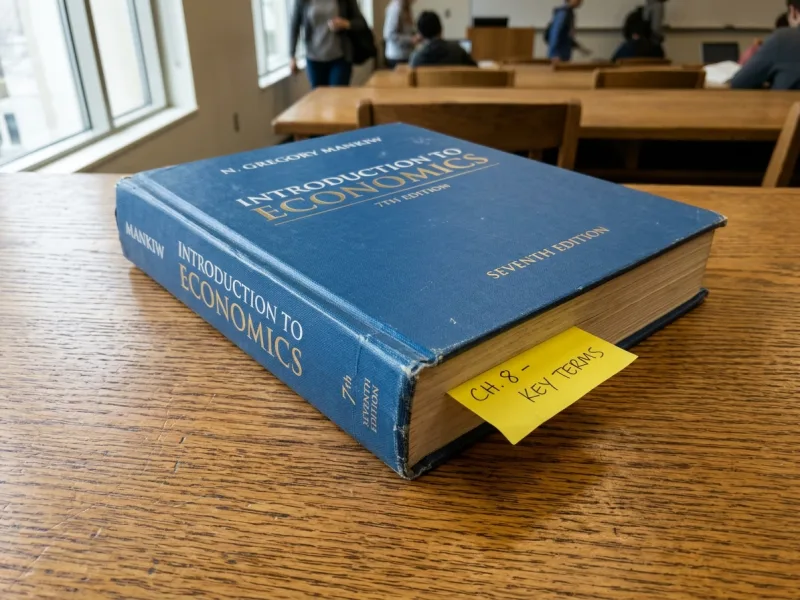 N. GREGORY MANKIW
INTRODUCTION TO
ECONOMICS
7TH EDITION
SEVENTH EDITION
MANKIW
INTRODUCTION TO
ECONOMICS
7th
SEVENTH
EDITION
CH. 8 -
KEY TERMS